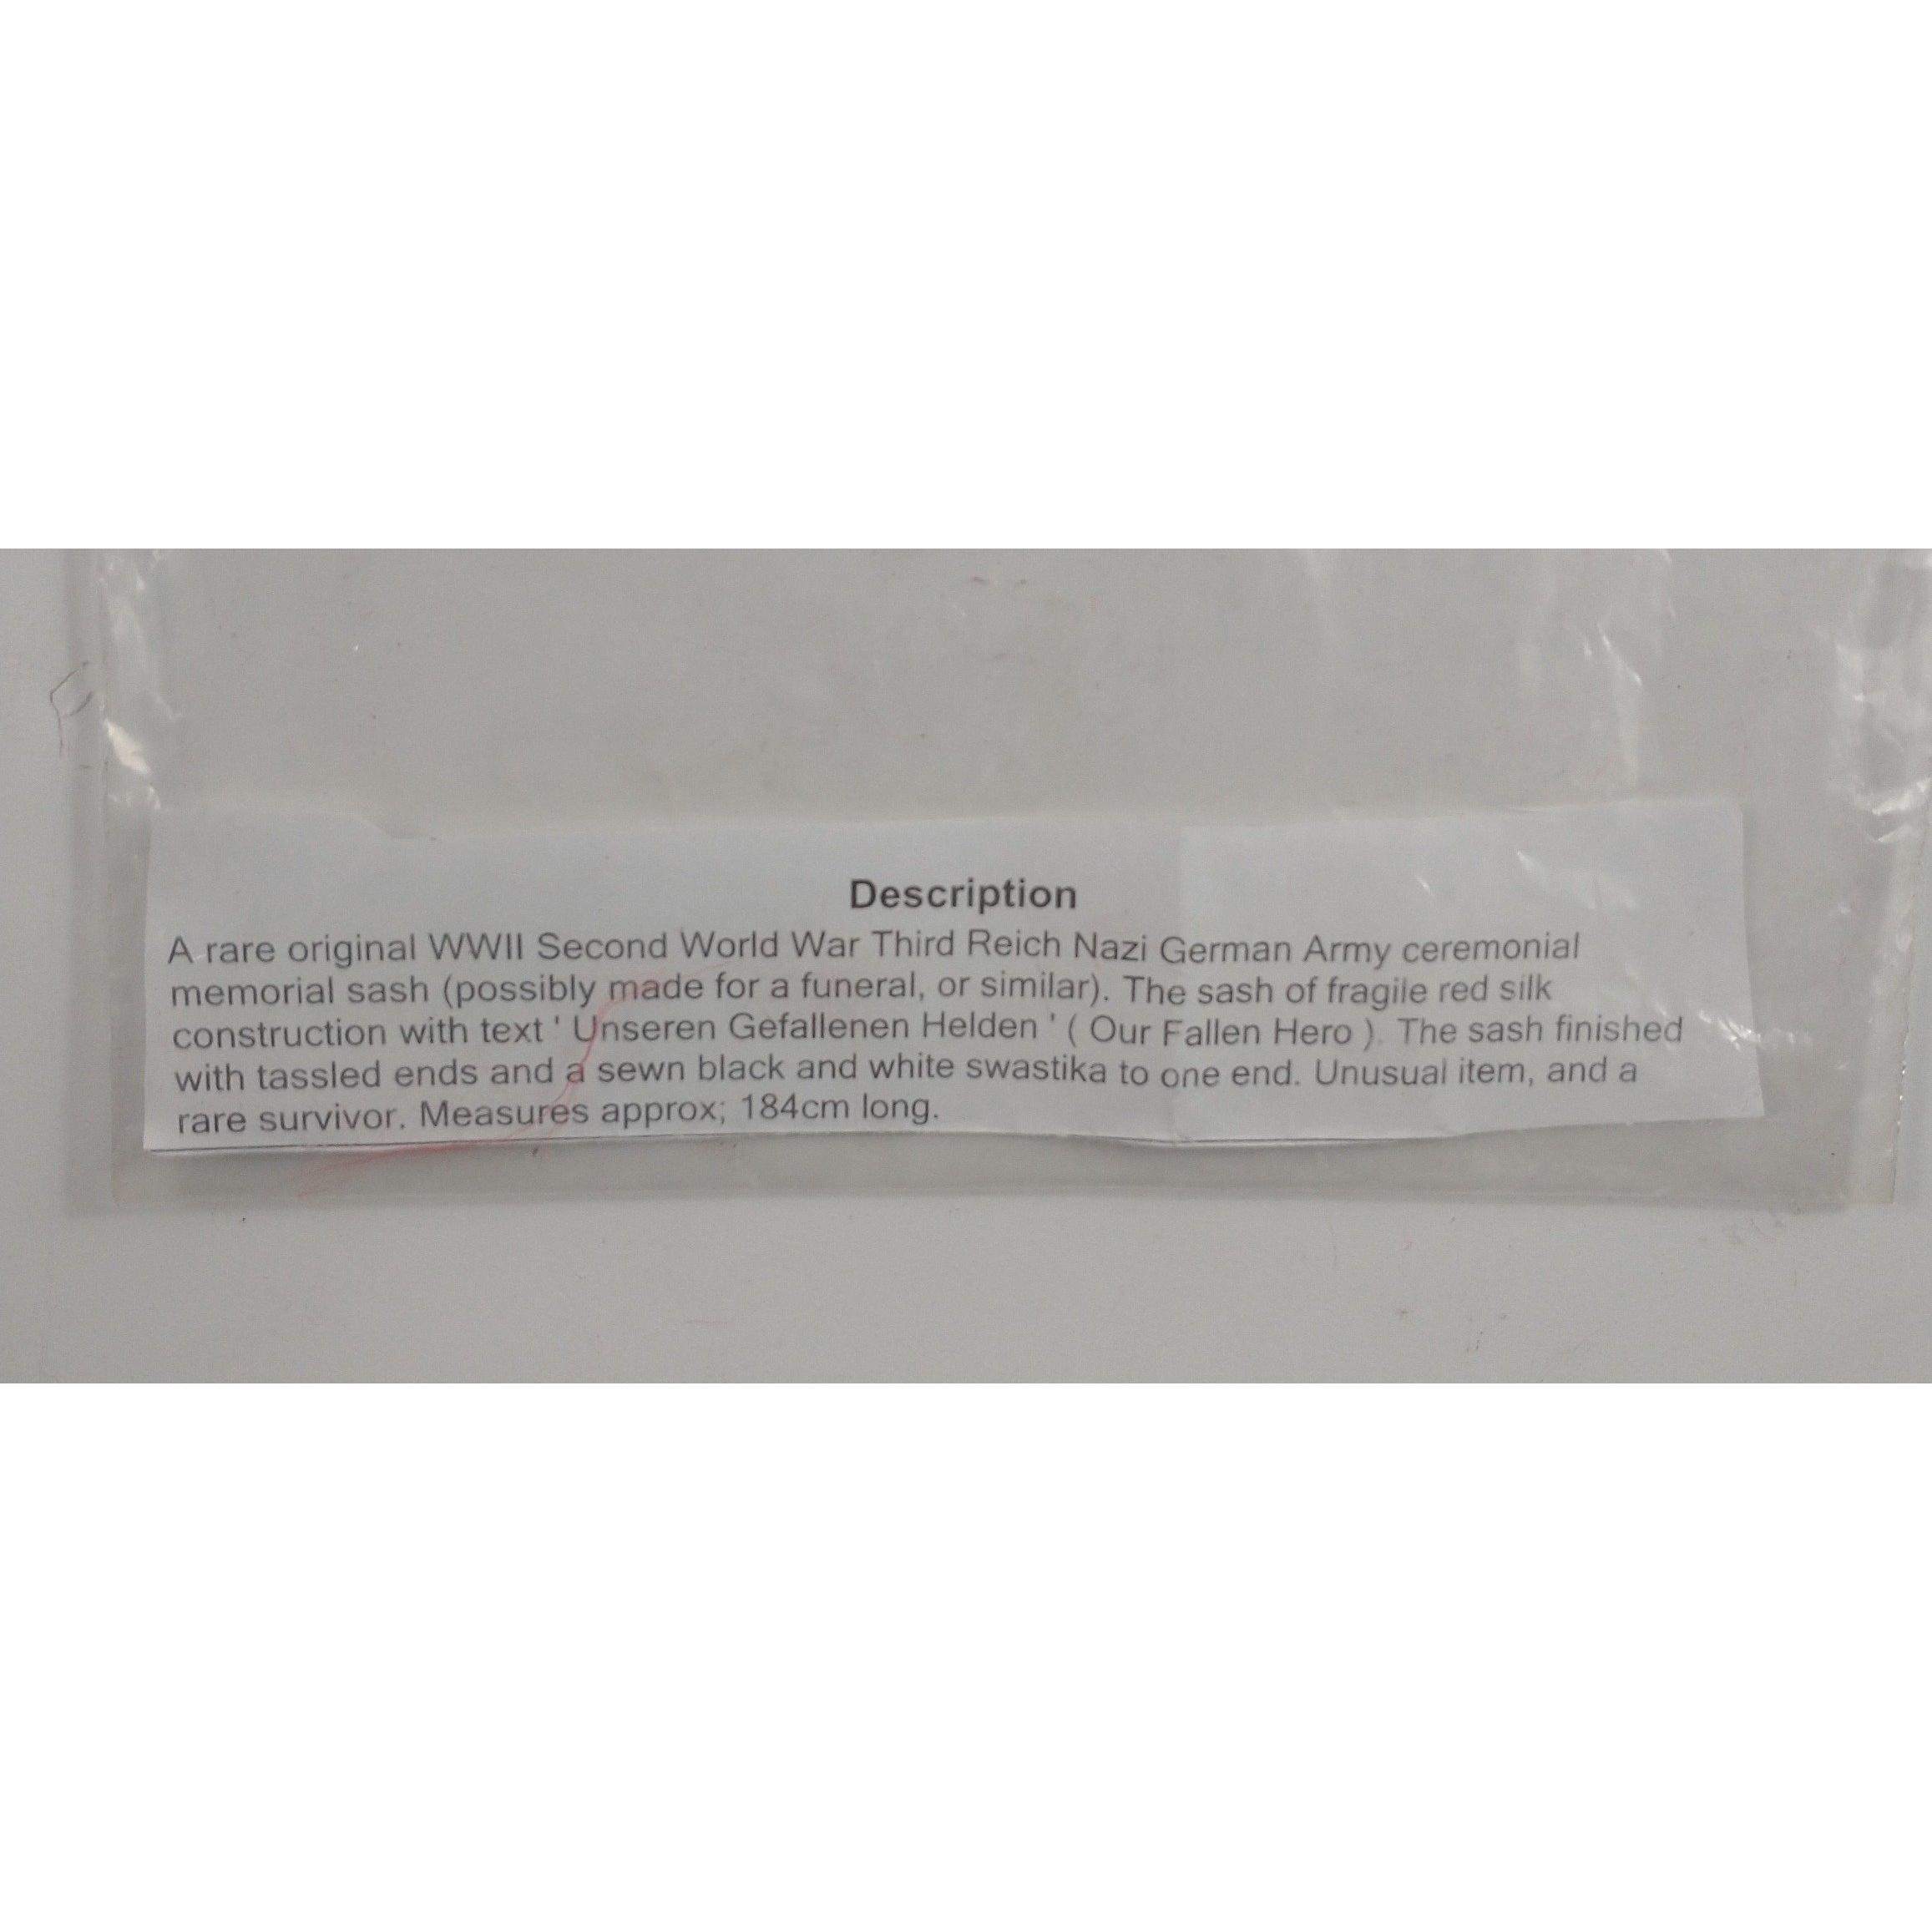 Description
A rare original WWII Second World War Third Reich Nazi German Army ceremonial
memorial sash (possibly made for a funeral, or similar). The sash of fragile red silk
construction with text ' Unseren Gefallenen Helden ' ( Our Fallen Hero ). The sash finished
with tassled ends and a sewn black and white swastika to one end. Unusual item, and a
rare survivor. Measures approx; 184cm long.